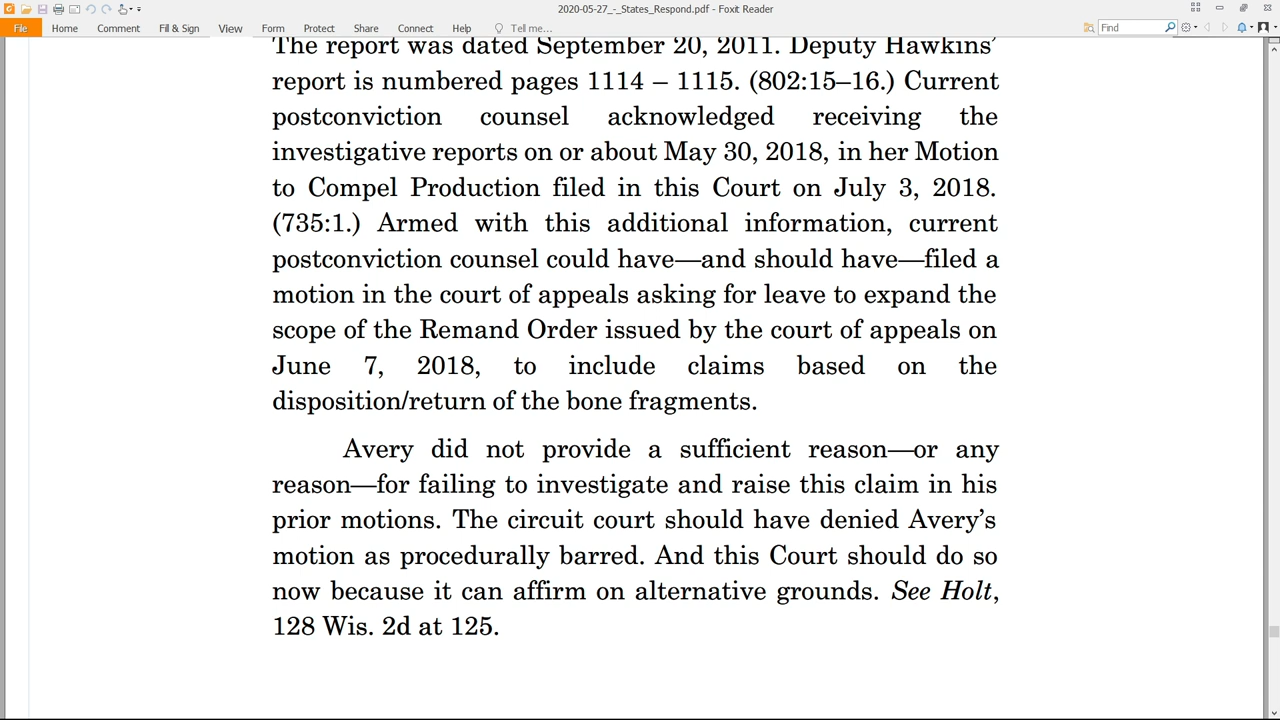 2020-05-27_-_States_Respond.pdf - Foxit Reader
File Home Comment Fill & Sign View Form Protect Share Connect Help Tell me... Find
The report was dated September 20, 2011. Deputy Hawkins’
report is numbered pages 1114 – 1115. (802:15–16.) Current
postconviction counsel acknowledged receiving the
investigative reports on or about May 30, 2018, in her Motion
to Compel Production filed in this Court on July 3, 2018.
(735:1.) Armed with this additional information, current
postconviction counsel could have—and should have—filed a
motion in the court of appeals asking for leave to expand the
scope of the Remand Order issued by the court of appeals on
June 7, 2018, to include claims based on the
disposition/return of the bone fragments.
Avery did not provide a sufficient reason—or any
reason—for failing to investigate and raise this claim in his
prior motions. The circuit court should have denied Avery’s
motion as procedurally barred. And this Court should do so
now because it can affirm on alternative grounds. See Holt,
128 Wis. 2d at 125.